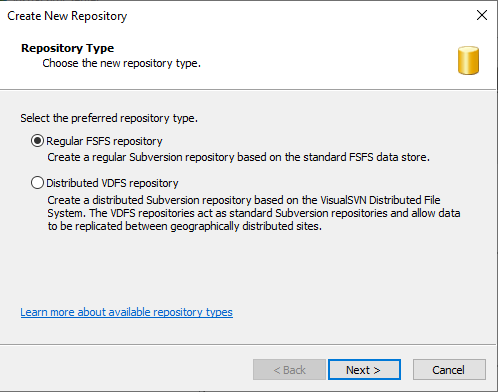 Create New Repository
Repository Type
Choose the new repository type.
Select the preferred repository type.
Regular FSFS repository
Create a regular Subversion repository based on the standard FSFS data store.
Distributed VDFS repository
Create a distributed Subversion repository based on the VisualSVN Distributed File
System. The VDFS repositories act as standard Subversion repositories and allow data
to be replicated between geographically distributed sites.
Learn more about available repository types
< Back
Next >
Cancel